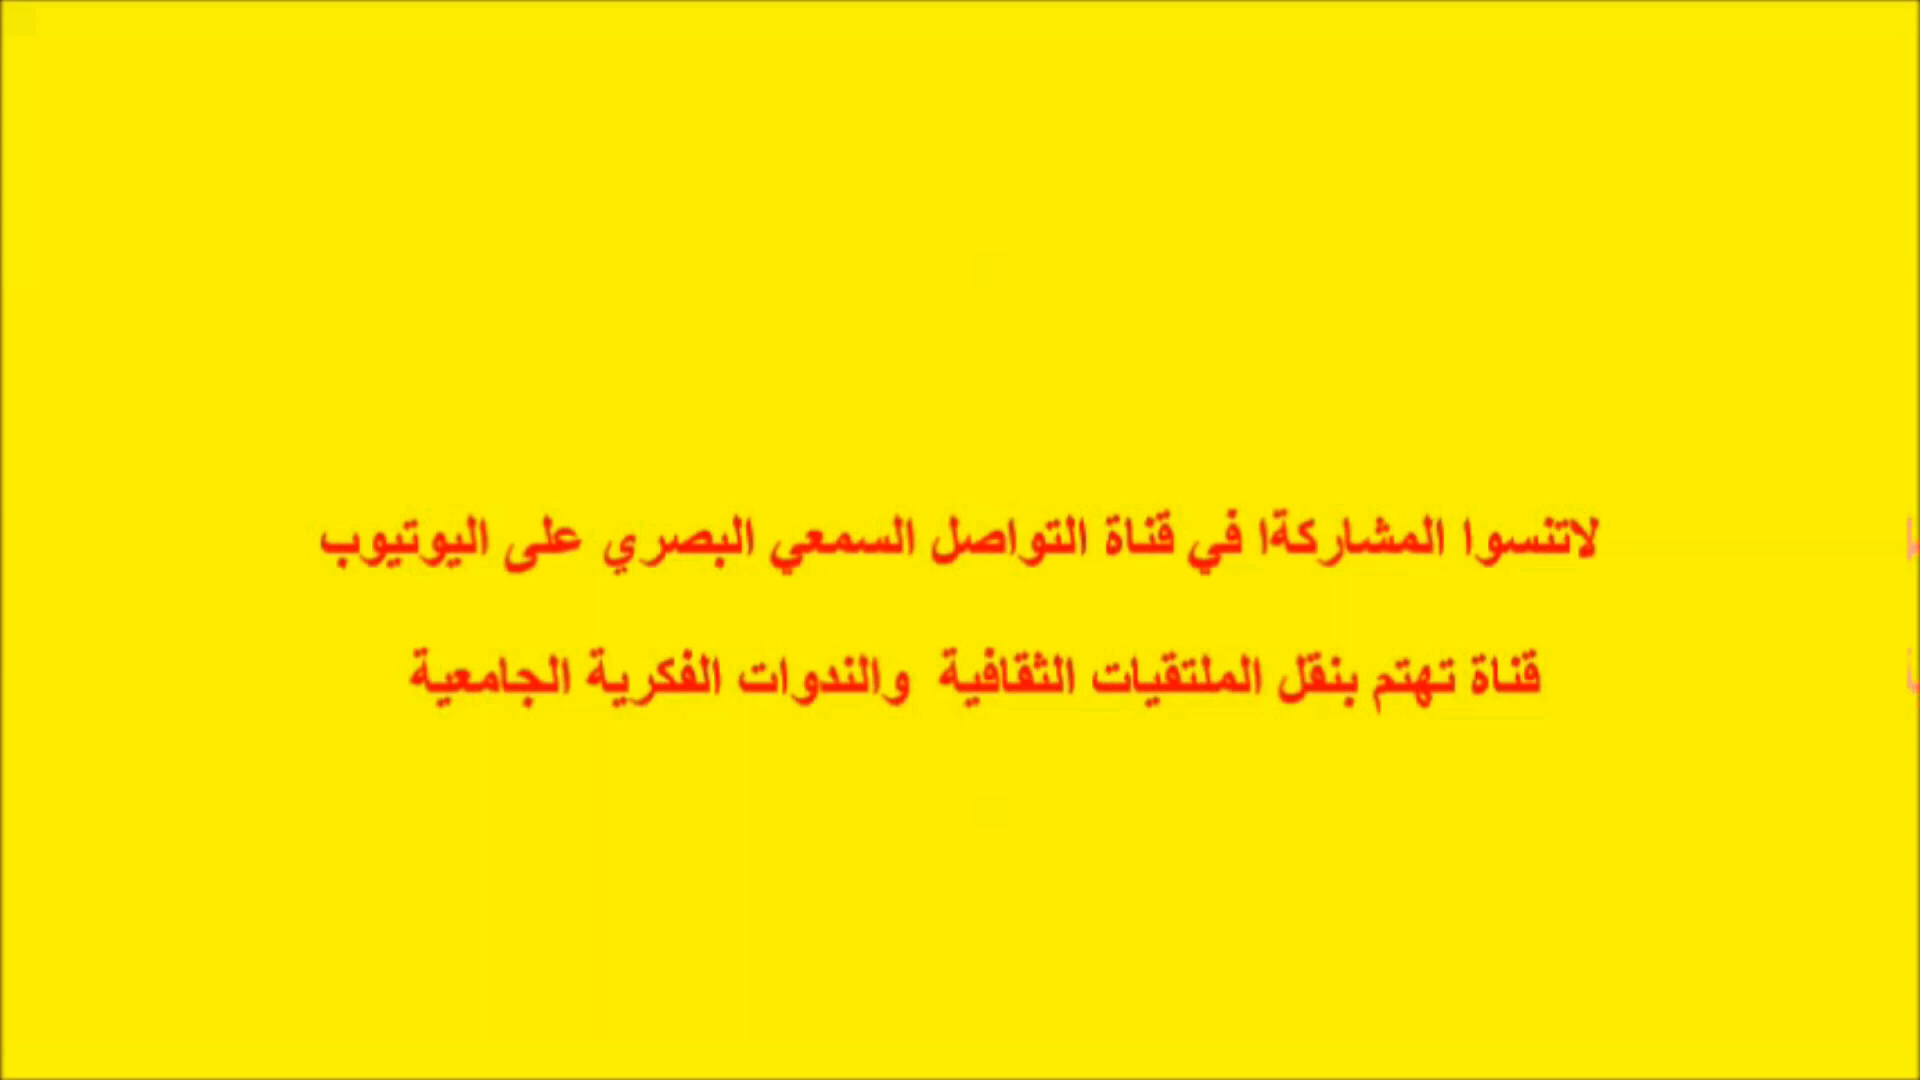 لاتنسوا المشاركةا في قناة التواصل السمعي البصري على اليوتيوب
قناة تهتم بنقل الملتقيات الثقافية والندوات الفكرية الجامعية